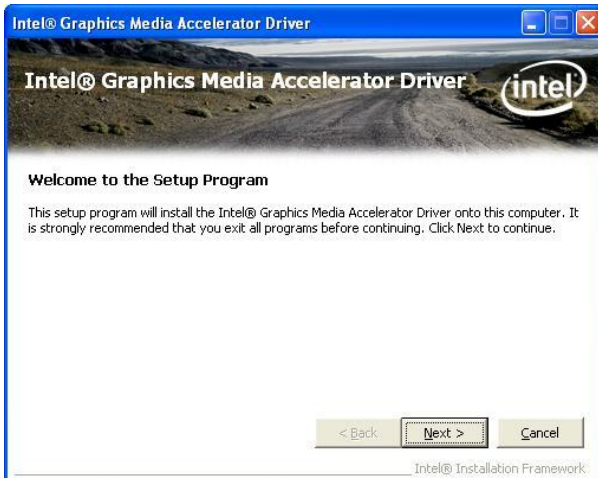 Intel® Graphics Media Accelerator Driver
Intel® Graphics Media Accelerator Driver
intel
Welcome to the Setup Program
This setup program will install the Intel® Graphics Media Accelerator Driver onto this computer. It
is strongly recommended that you exit all programs before continuing. Click Next to continue.
< Back Next > Cancel
Intel® Installation Framework